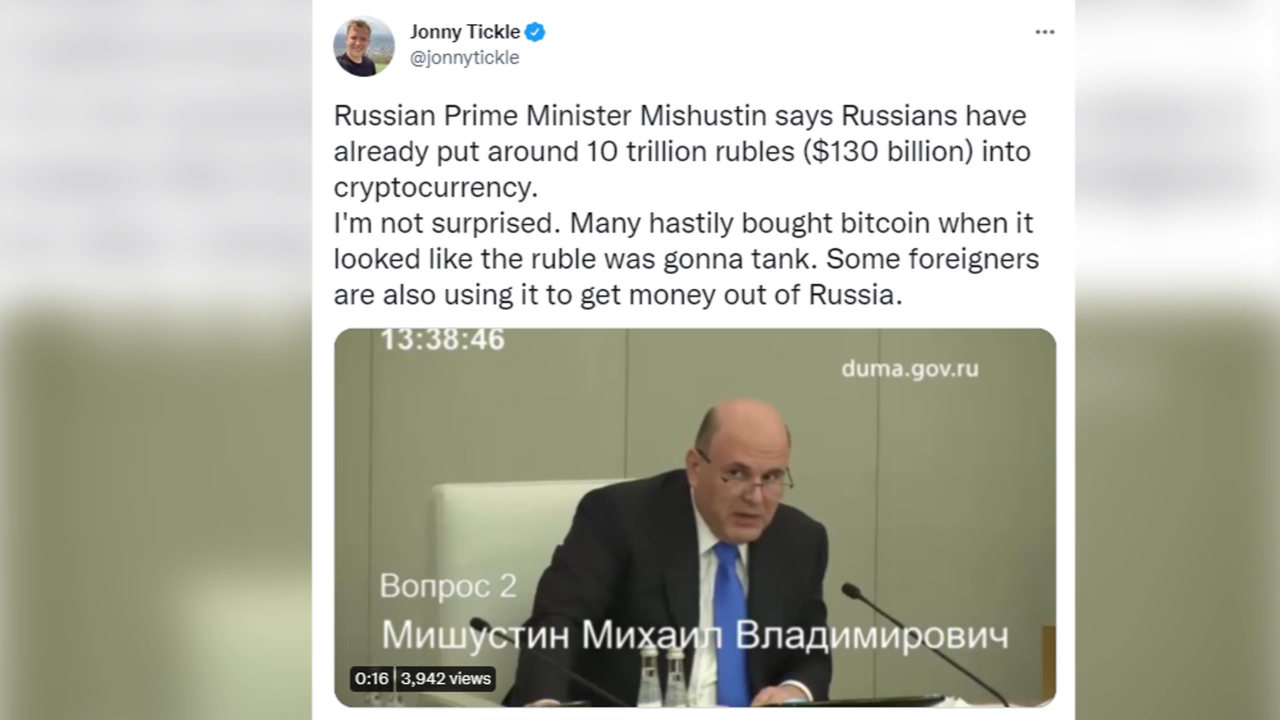 Jonny Tickle
@jonnytickle
Russian Prime Minister Mishustin says Russians have
already put around 10 trillion rubles ($130 billion) into
cryptocurrency.
I'm not surprised. Many hastily bought bitcoin when it
looked like the ruble was gonna tank. Some foreigners
are also using it to get money out of Russia.
13:38:46
duma.gov.ru
Вопрос 2
Мишустин Михаил Владимирович
0:16 3,942 views